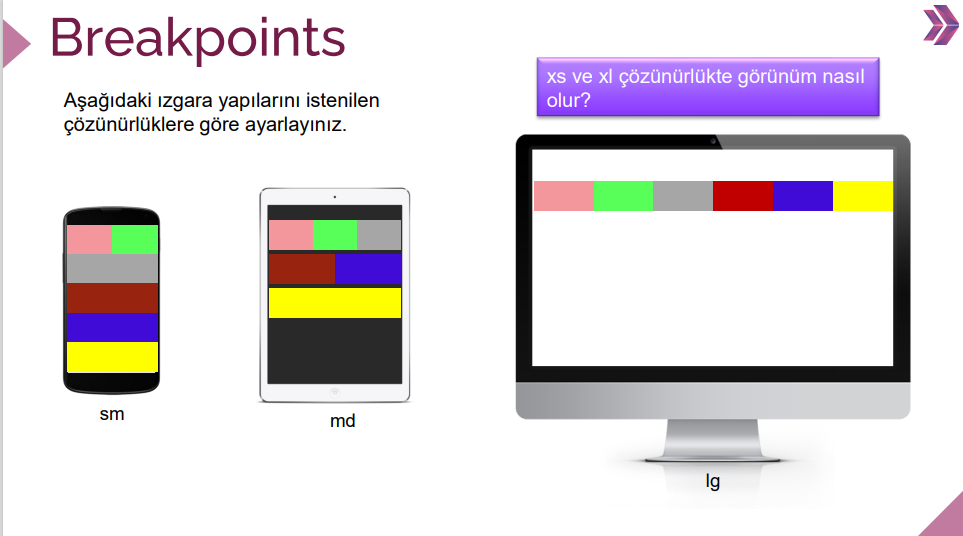 Breakpoints
Aşağıdaki ızgara yapılarını istenilen
çözünürlüklere göre ayarlayınız.
xs ve xl çözünürlükte görünüm nasıl
olur?
sm
md
lg